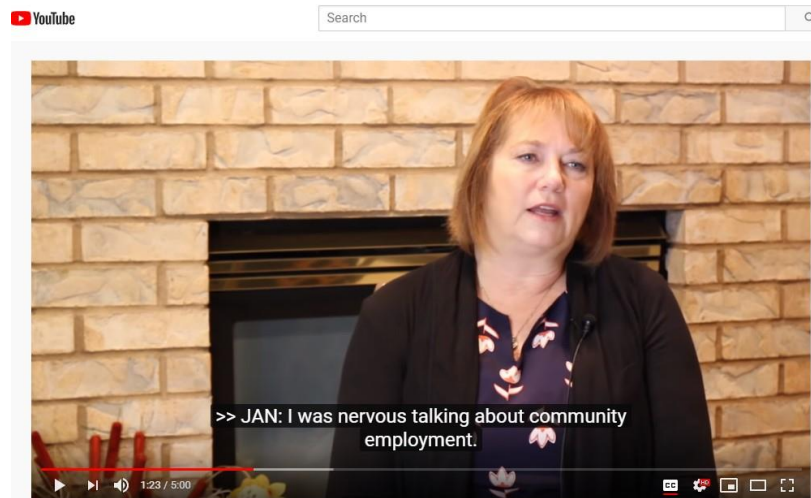 YouTube
Search
>> JAN: I was nervous talking about community
employment.
1:23 / 5:00
CC
HD